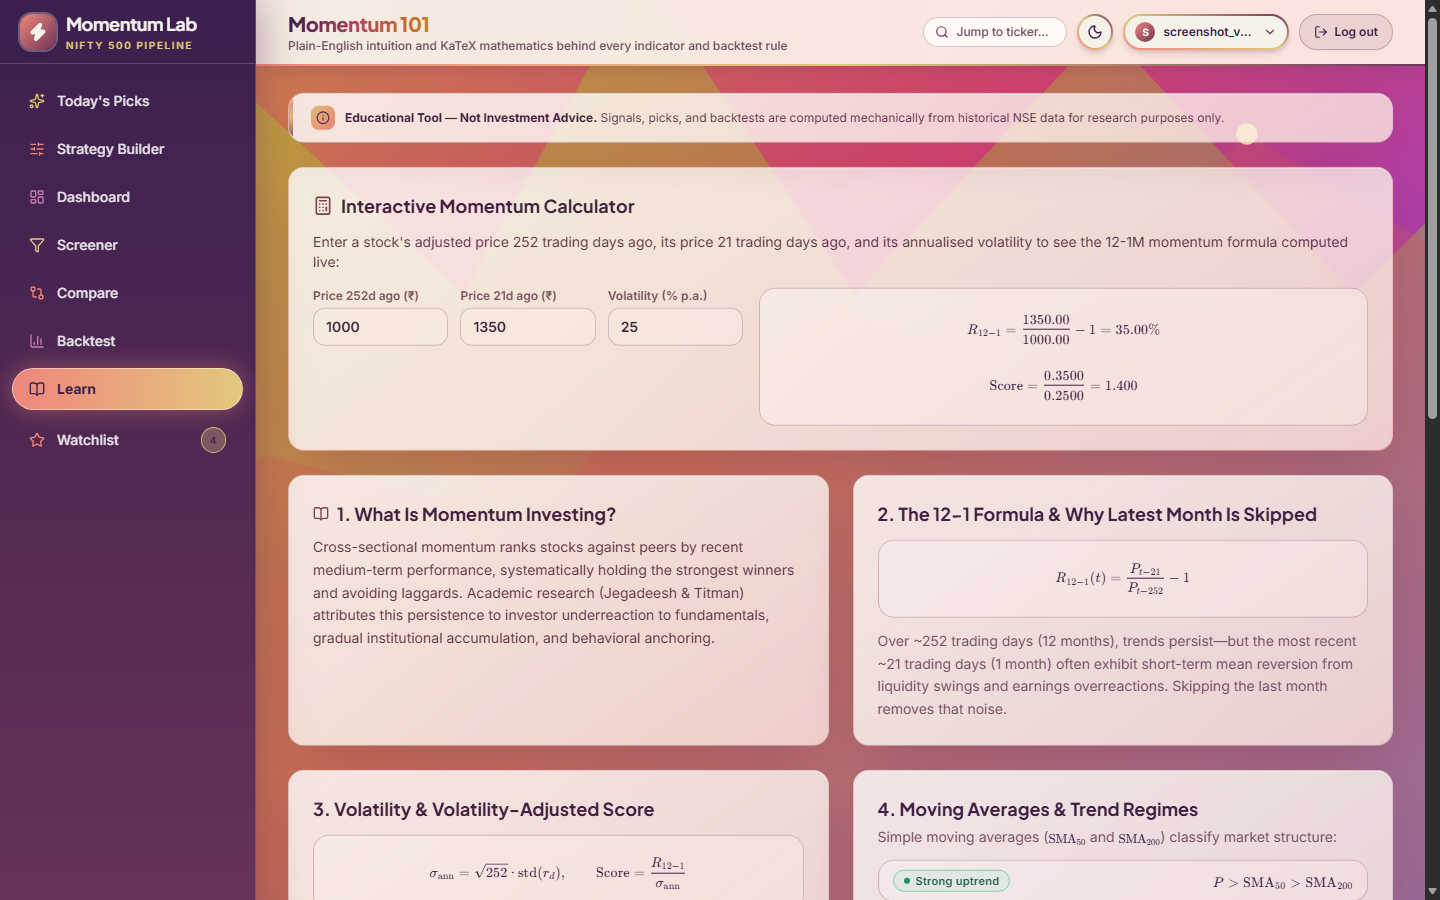 Momentum Lab
NIFTY 500 PIPELINE
Today's Picks
Strategy Builder
Dashboard
Screener
Compare
Backtest
Learn
Watchlist
4
Momentum 101
Plain-English intuition and KaTeX mathematics behind every indicator and backtest rule
Jump to ticker...
S
screenshot_v...
Log out
Educational Tool — Not Investment Advice. Signals, picks, and backtests are computed mechanically from historical NSE data for research purposes only.
Interactive Momentum Calculator
Enter a stock's adjusted price 252 trading days ago, its price 21 trading days ago, and its annualised volatility to see the 12-1M momentum formula computed
live:
Price 252d ago (₹)
Price 21d ago (₹)
Volatility (% p.a.)
1000
1350
25
R₁₂₋₁ = 1350.00 / 1000.00 − 1 = 35.00%
Score = 0.3500 / 0.2500 = 1.400
1. What Is Momentum Investing?
Cross-sectional momentum ranks stocks against peers by recent
medium-term performance, systematically holding the strongest winners
and avoiding laggards. Academic research (Jegadeesh & Titman)
attributes this persistence to investor underreaction to fundamentals,
gradual institutional accumulation, and behavioral anchoring.
2. The 12-1 Formula & Why Latest Month Is Skipped
R₁₂₋₁(t) = Pₜ₋₂₁ / Pₜ₋₂₅₂ − 1
Over ~252 trading days (12 months), trends persist—but the most recent
~21 trading days (1 month) often exhibit short-term mean reversion from
liquidity swings and earnings overreactions. Skipping the last month
removes that noise.
3. Volatility & Volatility-Adjusted Score
σ_ann = √252 · std(r_d), Score = R₁₂₋₁ / σ_ann
4. Moving Averages & Trend Regimes
Simple moving averages (SMA₅₀ and SMA₂₀₀) classify market structure:
Strong uptrend
P > SMA₅₀ > SMA₂₀₀